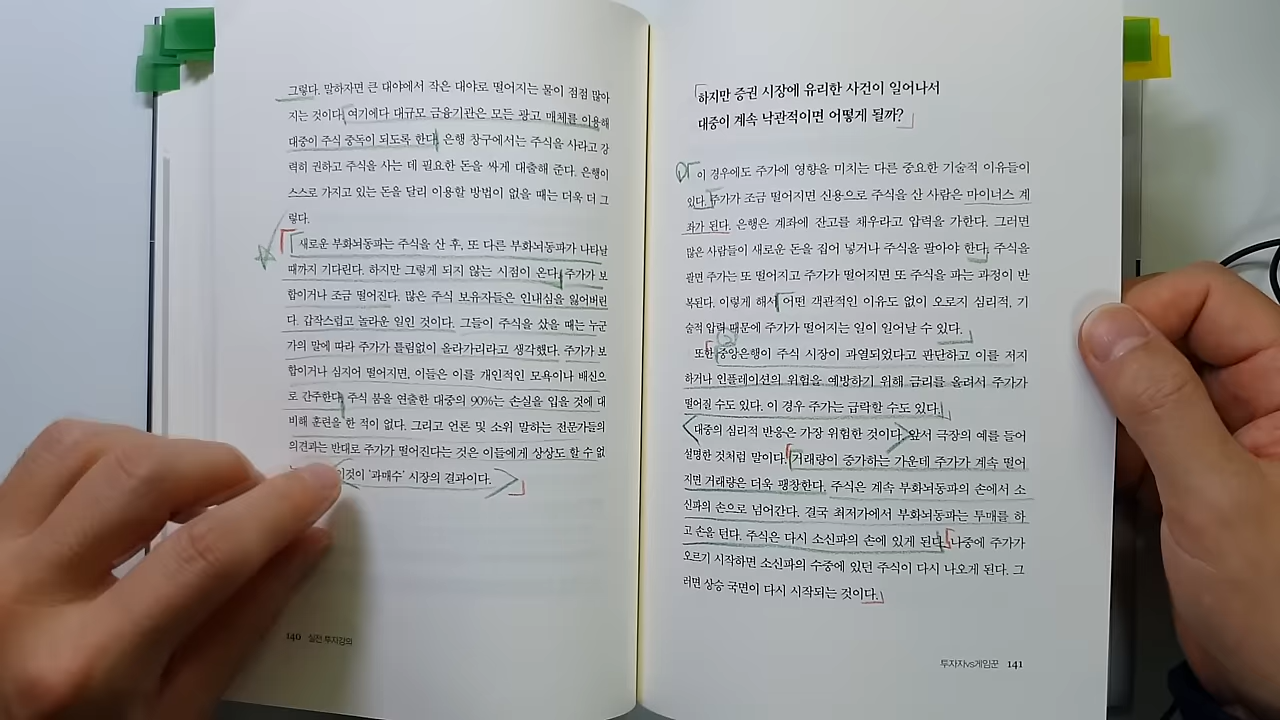 그렇다. 말하자면 큰 대야에서 작은 대야로 떨어지는 물이 점점 많아
지는 것이다. 여기에다 대규모 금융기관은 모든 광고 매체를 이용해
대중이 주식 중독이 되도록 한다. 은행 창구에서는 주식을 사라고 강
력히 권하고 주식을 사는 데 필요한 돈을 싸게 대출해 준다. 은행이
스스로 가지고 있는 돈을 달리 이용할 방법이 없을 때는 더욱 더 그
렇다.
새로운 부화뇌동파는 주식을 산 후, 또 다른 부화뇌동파가 나타날
때까지 기다린다. 하지만 그렇게 되지 않는 시점이 온다. 주가가 보
합이거나 조금 떨어진다. 많은 주식 보유자들은 인내심을 잃어버린
다. 갑작스럽고 놀라운 일인 것이다. 그들이 주식을 샀을 때는 누군
가의 말에 따라 주가가 틀림없이 올라가리라고 생각했다. 주가가 보
합이거나 심지어 떨어지면, 이들은 이를 개인적인 모욕이나 배신으
로 간주한다. 주식 붐을 연출한 대중의 90%는 손실을 입을 것에 대
비해 훈련을 한 적이 없다. 그리고 언론 및 소위 말하는 전문가들의
의견과는 반대로 주가가 떨어진다는 것은 이들에게 상상도 할 수 없
이것이 '과매수' 시장의 결과이다.
140 실전 투자강의
하지만 증권 시장에 유리한 사건이 일어나서
대중이 계속 낙관적이면 어떻게 될까?
이 경우에도 주가에 영향을 미치는 다른 중요한 기술적 이유들이
있다. 주가가 조금 떨어지면 신용으로 주식을 산 사람은 마이너스 계
좌가 된다. 은행은 계좌에 잔고를 채우라고 압력을 가한다. 그러면
많은 사람들이 새로운 돈을 집어 넣거나 주식을 팔아야 한다. 주식을
팔면 주가는 또 떨어지고 주가가 떨어지면 또 주식을 파는 과정이 반
복된다. 이렇게 해서 어떤 객관적인 이유도 없이 오로지 심리적, 기
술적 압력 때문에 주가가 떨어지는 일이 일어날 수 있다.
또한 중앙은행이 주식 시장이 과열되었다고 판단하고 이를 저지
하거나 인플레이션의 위험을 예방하기 위해 금리를 올려서 주가가
떨어질 수도 있다. 이 경우 주가는 급락할 수도 있다.
대중의 심리적 반응은 가장 위험한 것이다. 앞서 극장의 예를 들어
설명한 것처럼 말이다. 거래량이 증가하는 가운데 주가가 계속 떨어
지면 거래량은 더욱 팽창한다. 주식은 계속 부화뇌동파의 손에서 소
신파의 손으로 넘어간다. 결국 최저가에서 부화뇌동파는 투매를 하
고 손을 턴다. 주식은 다시 소신파의 손에 있게 된다. 나중에 주가가
오르기 시작하면 소신파의 수중에 있던 주식이 다시 나오게 된다. 그
러면 상승 국면이 다시 시작되는 것이다.
투자자vs게임꾼 141